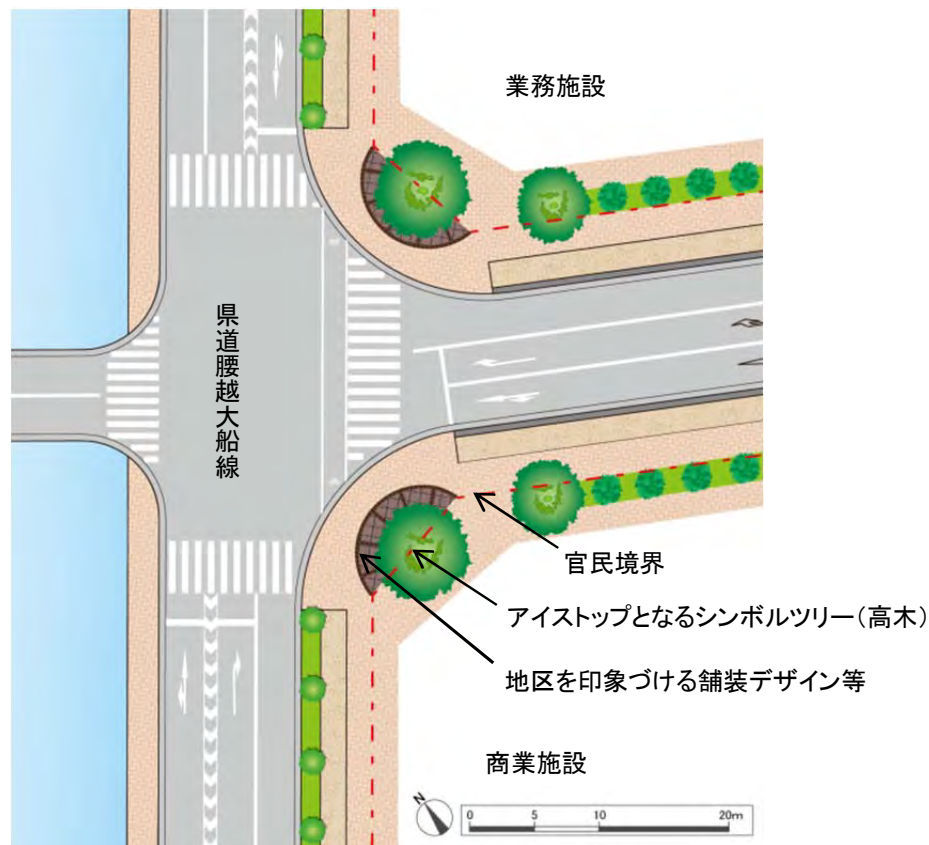 業務施設
県道腰越大船線
官民境界
アイストップとなるシンボルツリー(高木)
地区を印象づける舗装デザイン等
商業施設
N
0 5 10 20m